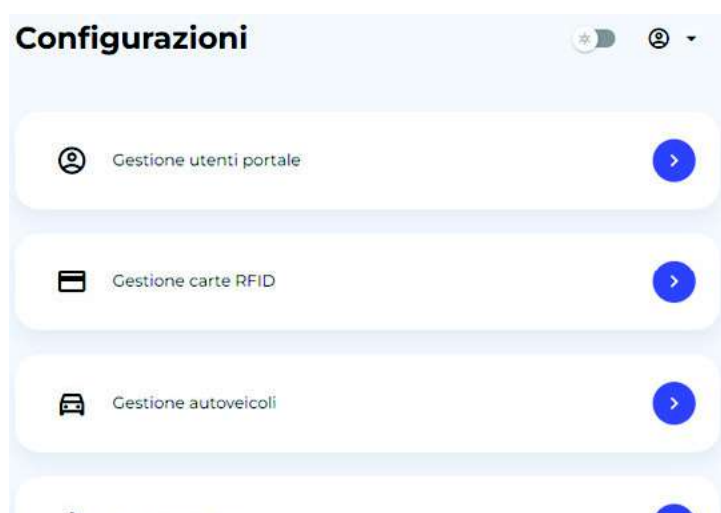 Configurazioni
Gestione utenti portale
Gestione carte RFID
Gestione autoveicoli